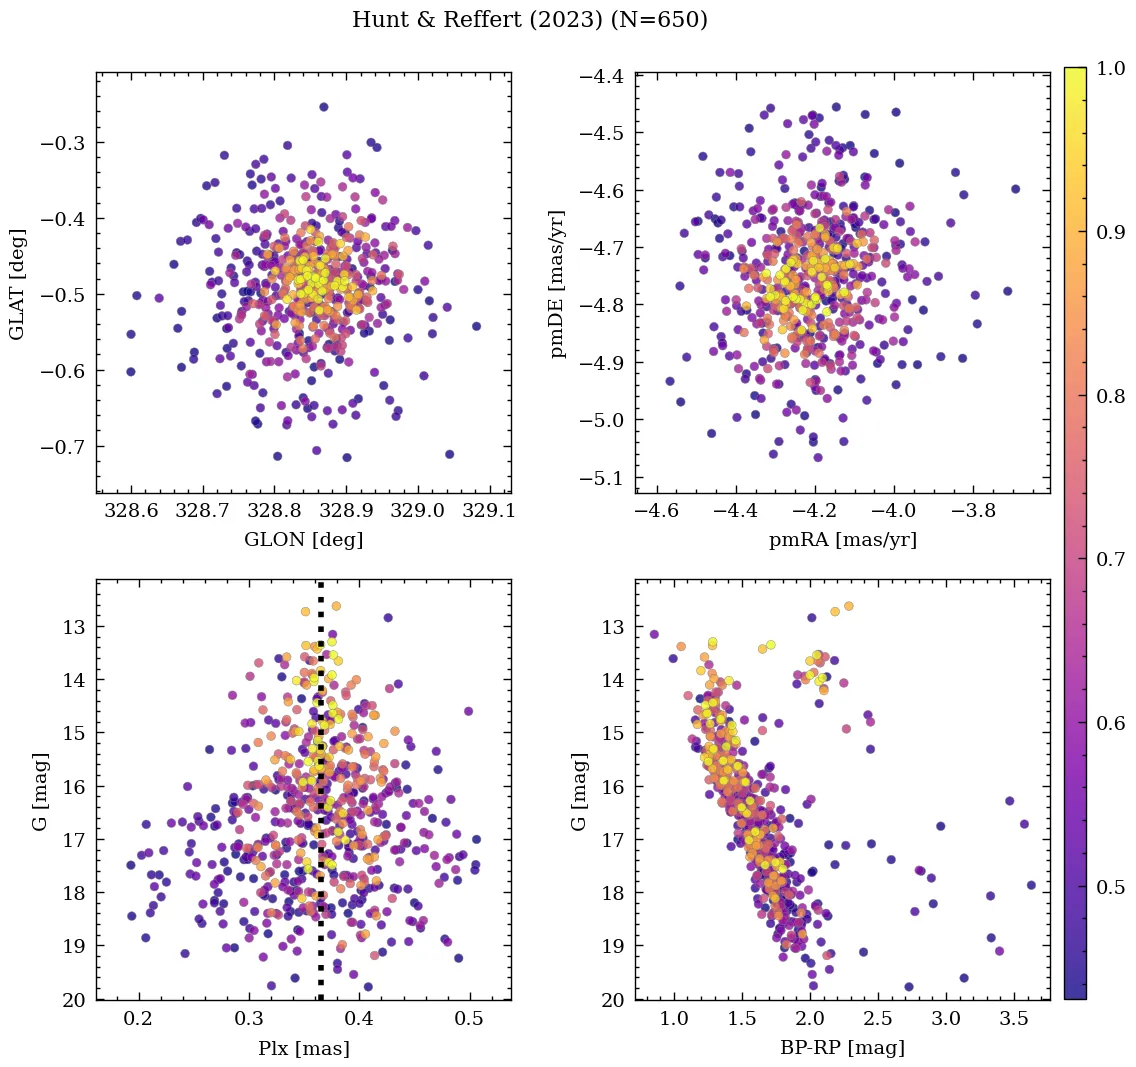 Hunt & Reffert (2023) (N=650)
GLAT [deg]
−0.3
−0.4
−0.5
−0.6
−0.7
328.6 328.7 328.8 328.9 329.0 329.1
GLON [deg]
pmDE [mas/yr]
−4.4
−4.5
−4.6
−4.7
−4.8
−4.9
−5.0
−5.1
−4.6 −4.4 −4.2 −4.0 −3.8
pmRA [mas/yr]
1.0
0.9
0.8
0.7
0.6
0.5
G [mag]
13
14
15
16
17
18
19
20
0.2 0.3 0.4 0.5
Plx [mas]
G [mag]
13
14
15
16
17
18
19
20
1.0 1.5 2.0 2.5 3.0 3.5
BP-RP [mag]